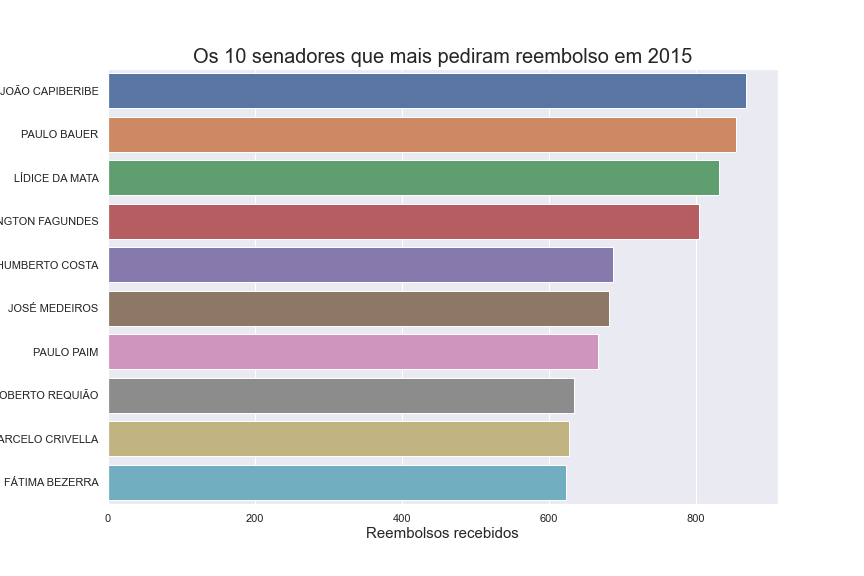 Os 10 senadores que mais pediram reembolso em 2015
JOÃO CAPIBERIBE
PAULO BAUER
LÍDICE DA MATA
NGTON FAGUNDES
HUMBERTO COSTA
JOSÉ MEDEIROS
PAULO PAIM
OBERTO REQUIÃO
ARCELO CRIVELLA
FÁTIMA BEZERRA
0 200 400 600 800
Reembolsos recebidos